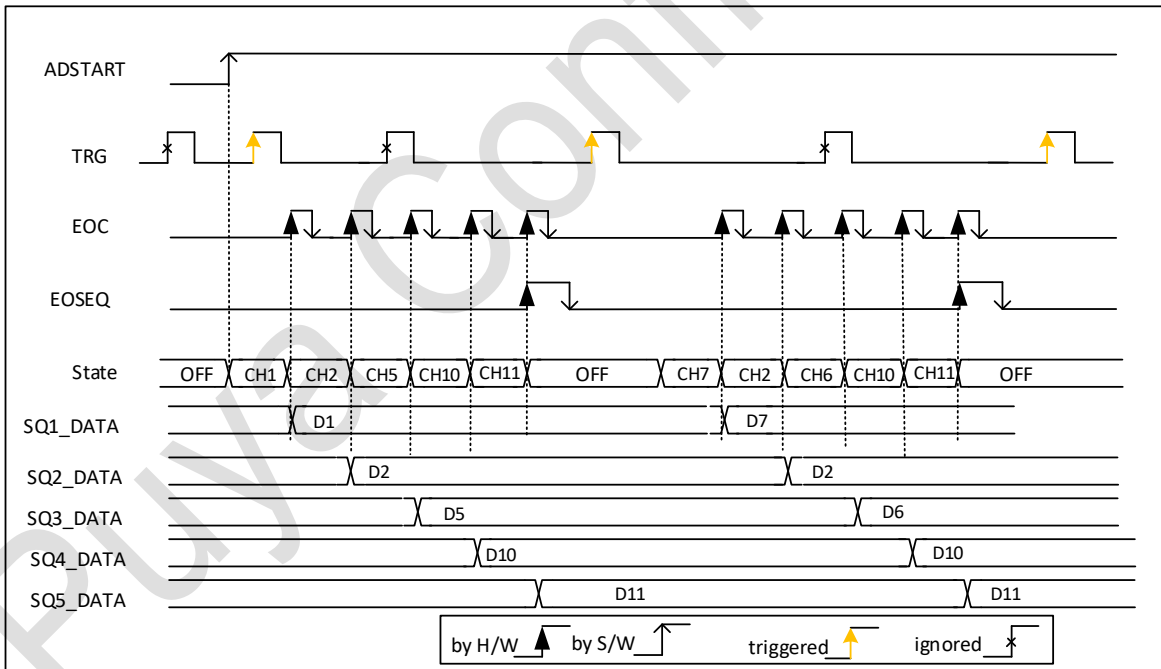 ADSTART
TRG
EOC
EOSEQ
State OFF CH1 CH2 CH5 CH10 CH11 OFF CH7 CH2 CH6 CH10 CH11 OFF
SQ1_DATA D1 D7
SQ2_DATA D2 D2
SQ3_DATA D5 D6
SQ4_DATA D10 D10
SQ5_DATA D11 D11
by H/W by S/W triggered ignored
Puya